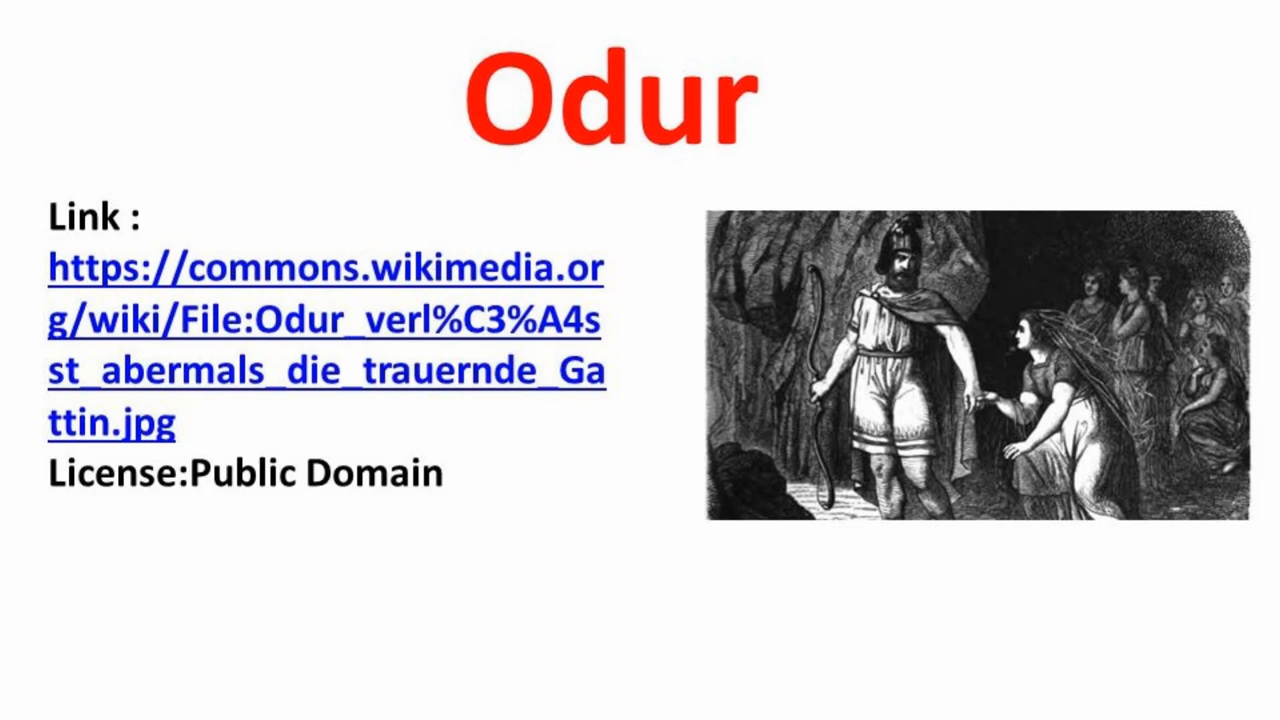 Odur
Link :
https://commons.wikimedia.or
g/wiki/File:Odur_verl%C3%A4s
st_abermals_die_trauernde_Ga
ttin.jpg
License:Public Domain